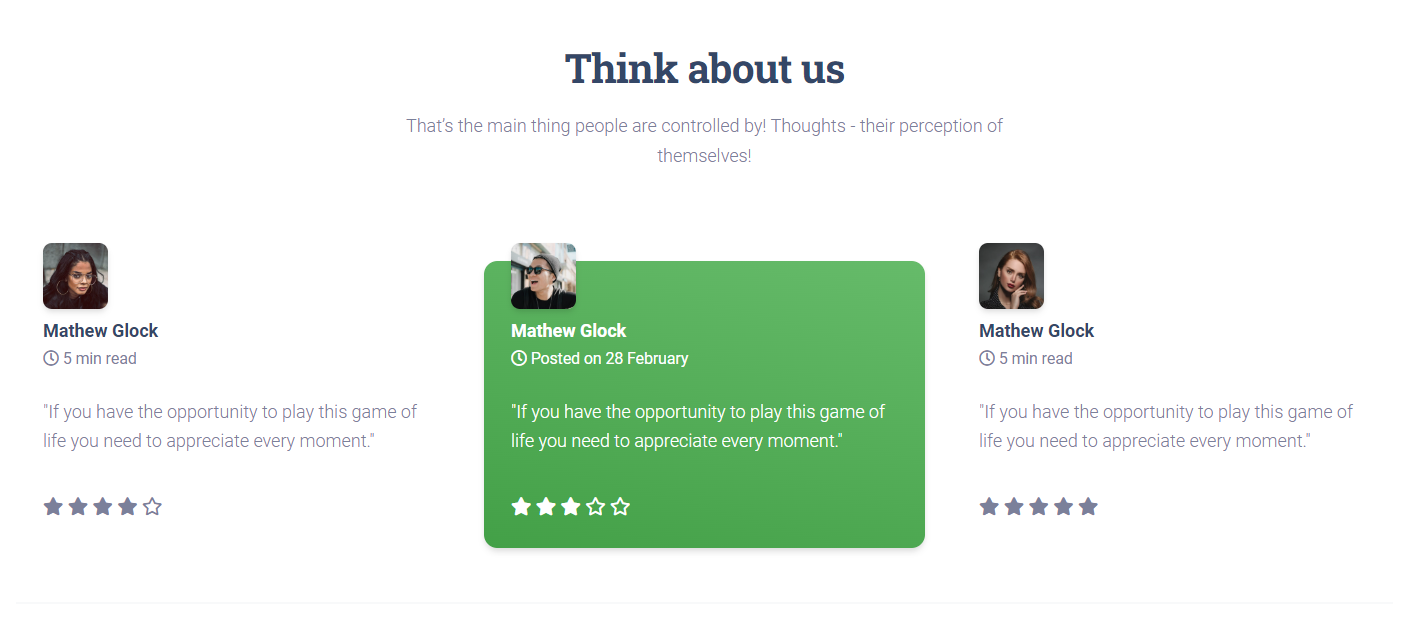 Think about us
That's the main thing people are controlled by! Thoughts - their perception of
themselves!
Mathew Glock
5 min read
"If you have the opportunity to play this game of
life you need to appreciate every moment."
Mathew Glock
Posted on 28 February
"If you have the opportunity to play this game of
life you need to appreciate every moment."
Mathew Glock
5 min read
"If you have the opportunity to play this game of
life you need to appreciate every moment."